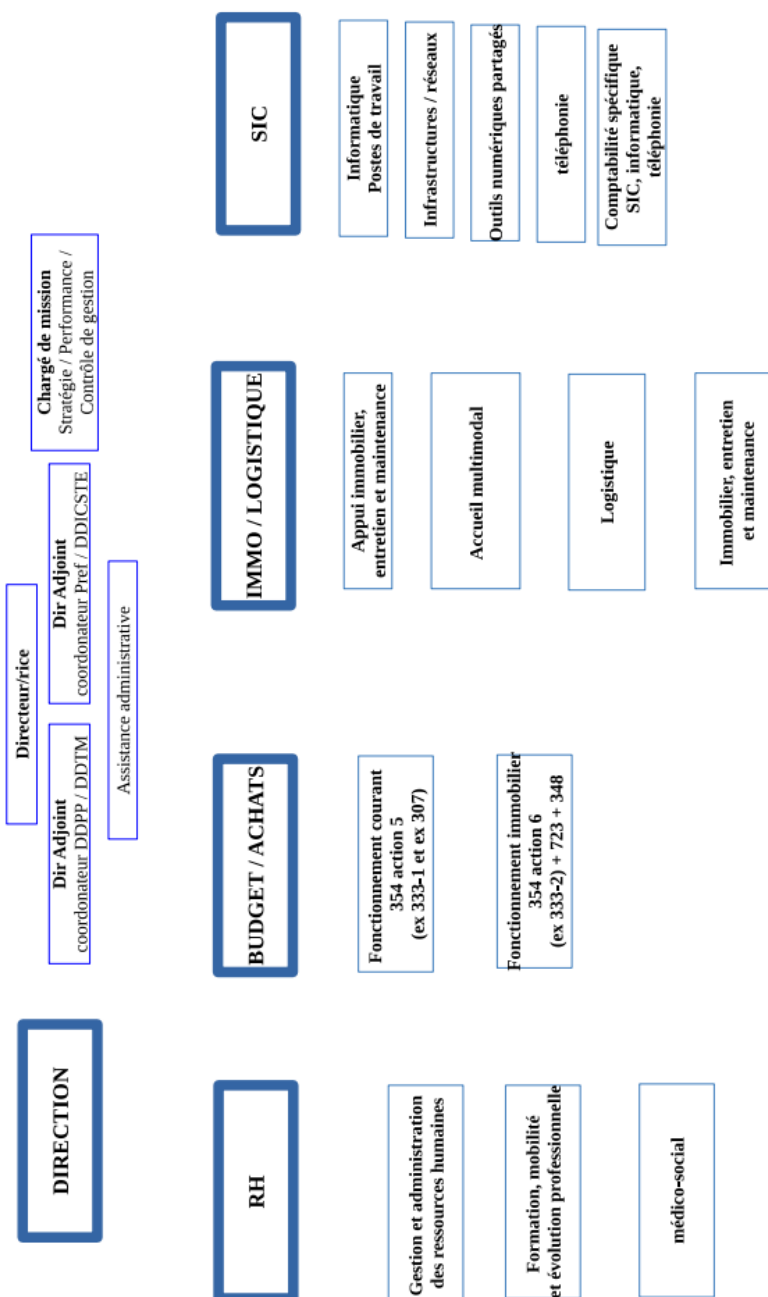 DIRECTION
Directeur/rice
Dir Adjoint
coordonateur DDPP / DDTM
Dir Adjoint
coordonateur Pref / DDICSTE
Chargé de mission
Stratégie / Performance /
Contrôle de gestion
Assistance administrative
RH
Gestion et administration
des ressources humaines
Formation, mobilité
et évolution professionnelle
médico-social
BUDGET / ACHATS
Fonctionnement courant
354 action 5
(ex 333-1 et ex 307)
Fonctionnement immobilier
354 action 6
(ex 333-2) + 723 + 348
IMMO / LOGISTIQUE
Appui immobilier,
entretien et maintenance
Accueil multimodal
Logistique
Immobilier, entretien
et maintenance
SIC
Informatique
Postes de travail
Infrastructures / réseaux
Outils numériques partagés
téléphonie
Comptabilité spécifique
SIC, informatique,
téléphonie